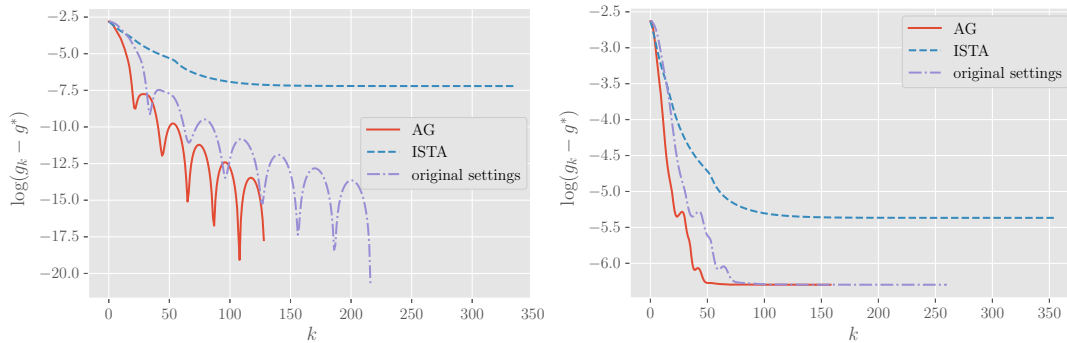 −2.5
−5.0
−7.5
−10.0
−12.5
−15.0
−17.5
−20.0
log(g_k − g*)
0 50 100 150 200 250 300 350
k
AG
ISTA
original settings
−2.5
−3.0
−3.5
−4.0
−4.5
−5.0
−5.5
−6.0
log(g_k − g*)
0 50 100 150 200 250 300 350
k
AG
ISTA
original settings